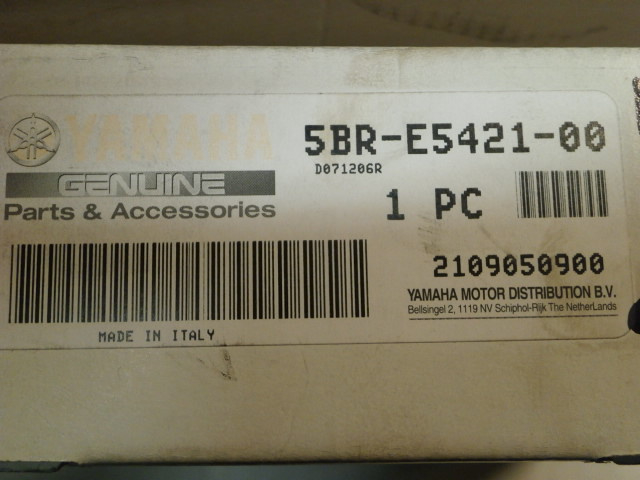 YAMAHA
GENUINE
Parts & Accessories
5BR-E5421-00
D071206R
1 PC
2109050900
YAMAHA MOTOR DISTRIBUTION B.V.
Bellsingel 2, 1119 NV Schiphol-Rijk The NetherLands
MADE IN ITALY